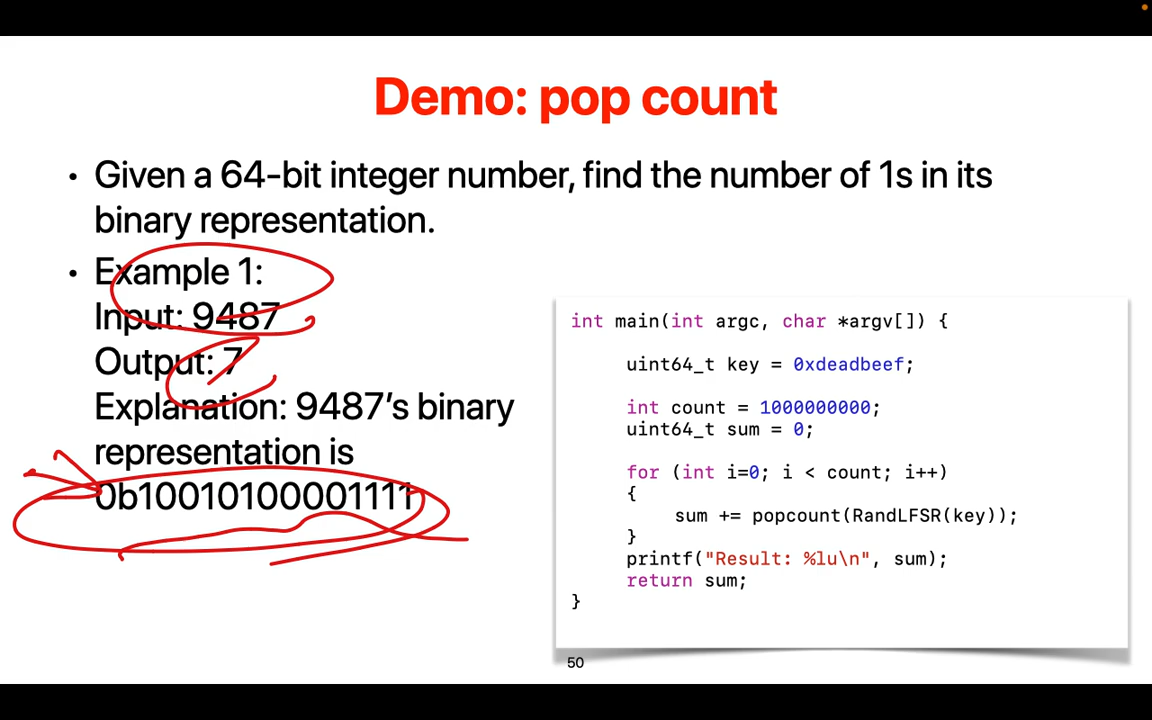 Demo: pop count
• Given a 64-bit integer number, find the number of 1s in its
binary representation.
• Example 1:
Input: 9487
Output: 7
Explanation: 9487’s binary
representation is
0b10010100001111
int main(int argc, char *argv[]) {
uint64_t key = 0xdeadbeef;
int count = 1000000000;
uint64_t sum = 0;
for (int i=0; i < count; i++)
{
sum += popcount(RandLFSR(key));
}
printf("Result: %lu\n", sum);
return sum;
}
50